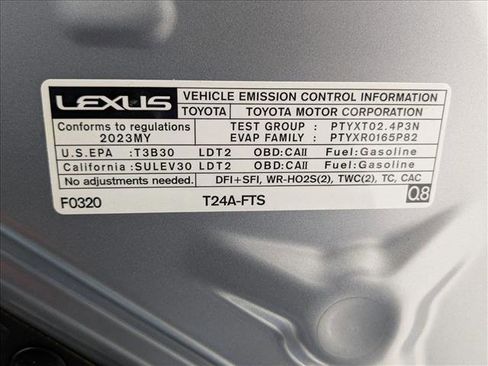 LEXUS VEHICLE EMISSION CONTROL INFORMATION
TOYOTA TOYOTA MOTOR CORPORATION
Conforms to regulations TEST GROUP : PTYXT02.4P3N
2023MY EVAP FAMILY : PTYXR0165P82
U.S.EPA :T3B30 LDT2 OBD:CAII Fuel:Gasoline
California :SULEV30 LDT2 OBD:CAII Fuel:Gasoline
No adjustments needed DFI+SFI, WR-HO2S(2), TWC(2), TC, CAC
F0320 T24A-FTS Q8